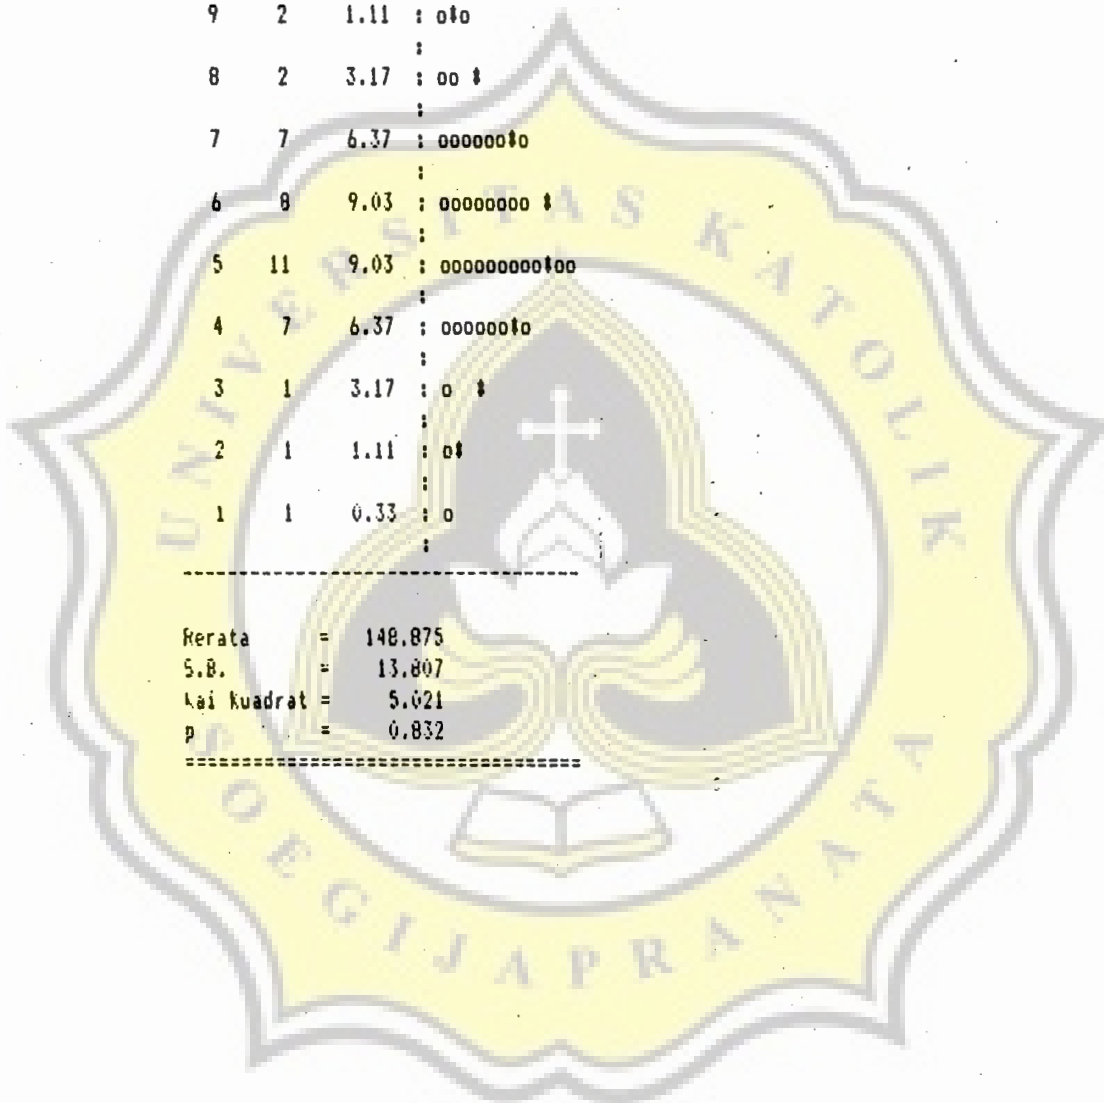 9 2 1.11 : o*o
:
8 2 3.17 : oo *
:
7 7 6.37 : oooooo*o
:
6 8 9.03 : oooooooo *
:
5 11 9.03 : ooooooooo*oo
:
4 7 6.37 : oooooo*o
:
3 1 3.17 : o *
:
2 1 1.11 : o*
:
1 1 0.33 : o
:
-----------------------------------
Rerata = 148.875
S.B. = 13.807
Kai Kuadrat = 5.021
p = 0.832
===================================
UNIVERSITAS KATOLIK
SOEGIJAPRANATA